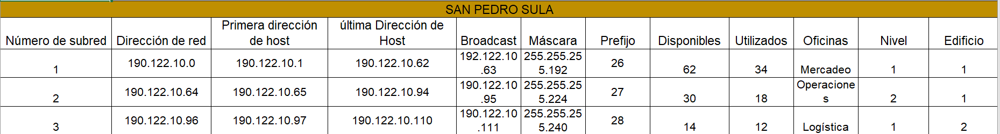 SAN PEDRO SULA
Número de subred Dirección de red Primera dirección de host última Dirección de Host Broadcast Máscara Prefijo Disponibles Utilizados Oficinas Nivel Edificio
1 190.122.10.0 190.122.10.1 190.122.10.62 192.122.10.63 255.255.255.192 26 62 34 Mercadeo 1 1
2 190.122.10.64 190.122.10.65 190.122.10.94 190.122.10.95 255.255.255.224 27 30 18 Operaciones 2 1
3 190.122.10.96 190.122.10.97 190.122.10.110 190.122.10.111 255.255.255.240 28 14 12 Logística 1 2